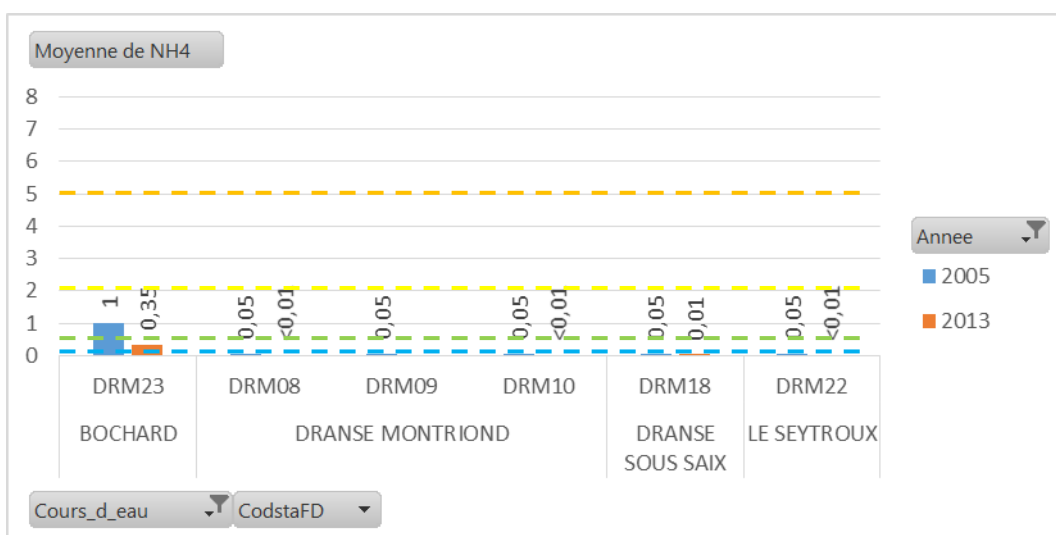 Moyenne de NH4
8
7
6
5
4
3
2
1
0
1
0,35
0,05
<0,01
0,05
0,05
<0,01
0,05
0,01
0,05
<0,01
DRM23
DRM08
DRM09
DRM10
DRM18
DRM22
BOCHARD
DRANSE MONTRIOND
DRANSE
SOUS SAIX
LE SEYTROUX
Annee
2005
2013
Cours_d_eau
CodstaFD